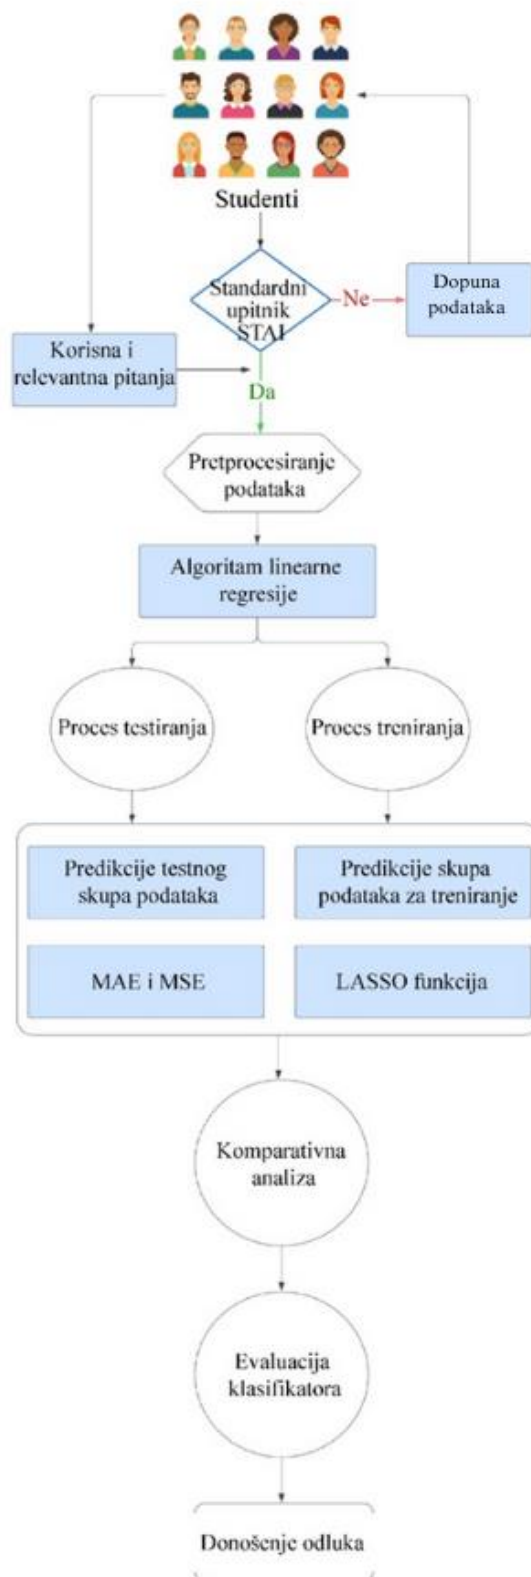 Studenti
Standardni
upitnik
STAI
Ne
Dopuna
podataka
Korisna i
relevantna pitanja
Da
Pretprocesiranje
podataka
Algoritam linearne
regresije
Proces testiranja
Proces treniranja
Predikcije testnog
skupa podataka
Predikcije skupa
podataka za treniranje
MAE i MSE
LASSO funkcija
Komparativna
analiza
Evaluacija
klasifikatora
Donošenje odluka